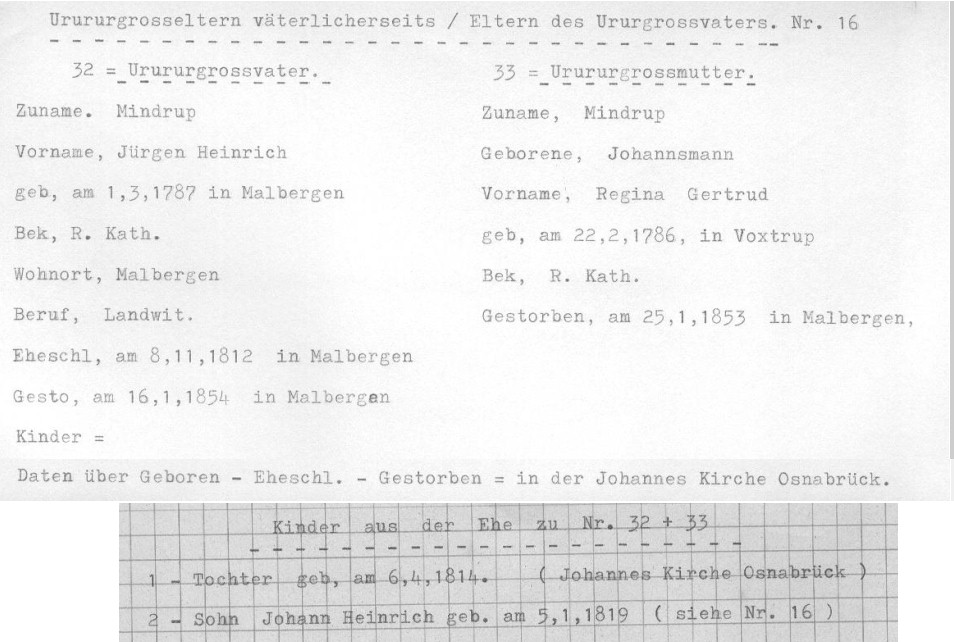 Urururgrosseltern väterlicherseits / Eltern des Ururgrossvaters. Nr. 16
32 = Urururgrossvater.
Zuname. Mindrup
Vorname, Jürgen Heinrich
geb, am 1,3,1787 in Malbergen
Bek, R. Kath.
Wohnort, Malbergen
Beruf, Landwit.
Eheschl, am 8,11,1812 in Malbergen
Gesto, am 16,1,1854 in Malbergen
Kinder =
33 = Urururgrossmutter.
Zuname, Mindrup
Geborene, Johannsmann
Vorname, Regina Gertrud
geb, am 22,2,1786, in Voxtrup
Bek, R. Kath.
Gestorben, am 25,1,1853 in Malbergen,
Daten über Geboren - Eheschl. - Gestorben = in der Johannes Kirche Osnabrück.
Kinder aus der Ehe zu Nr. 32 + 33
1 - Tochter geb, am 6,4,1814. ( Johannes Kirche Osnabrück )
2 - Sohn Johann Heinrich geb. am 5,1,1819 ( siehe Nr. 16 )